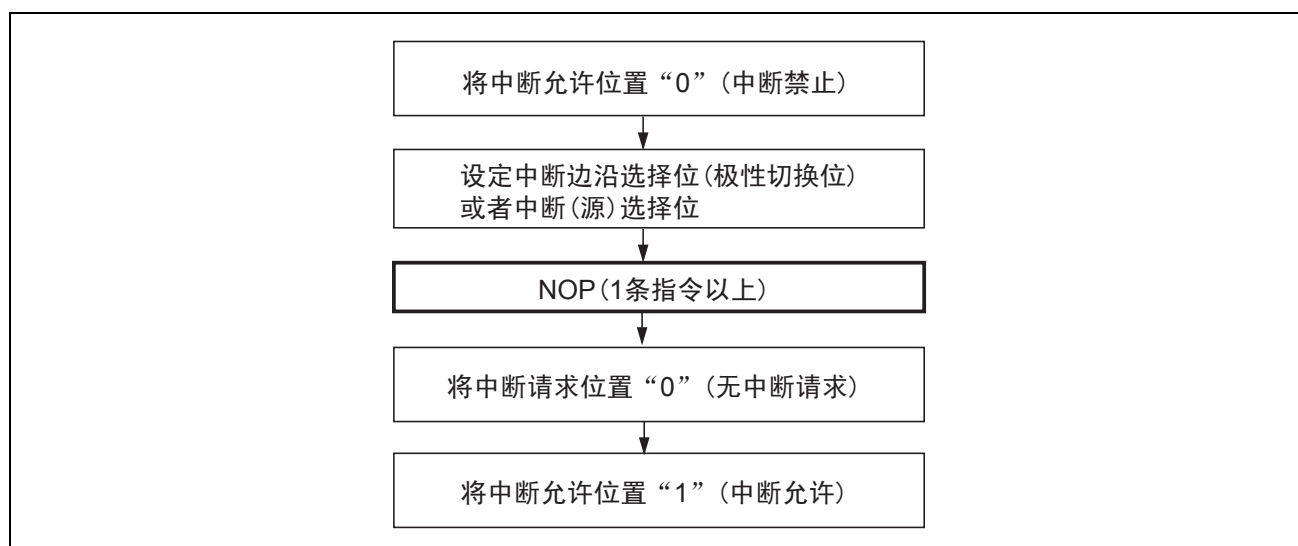 将中断允许位置“0”(中断禁止)
设定中断边沿选择位(极性切换位)
或者中断(源)选择位
NOP(1条指令以上)
将中断请求位置“0”(无中断请求)
将中断允许位置“1”(中断允许)